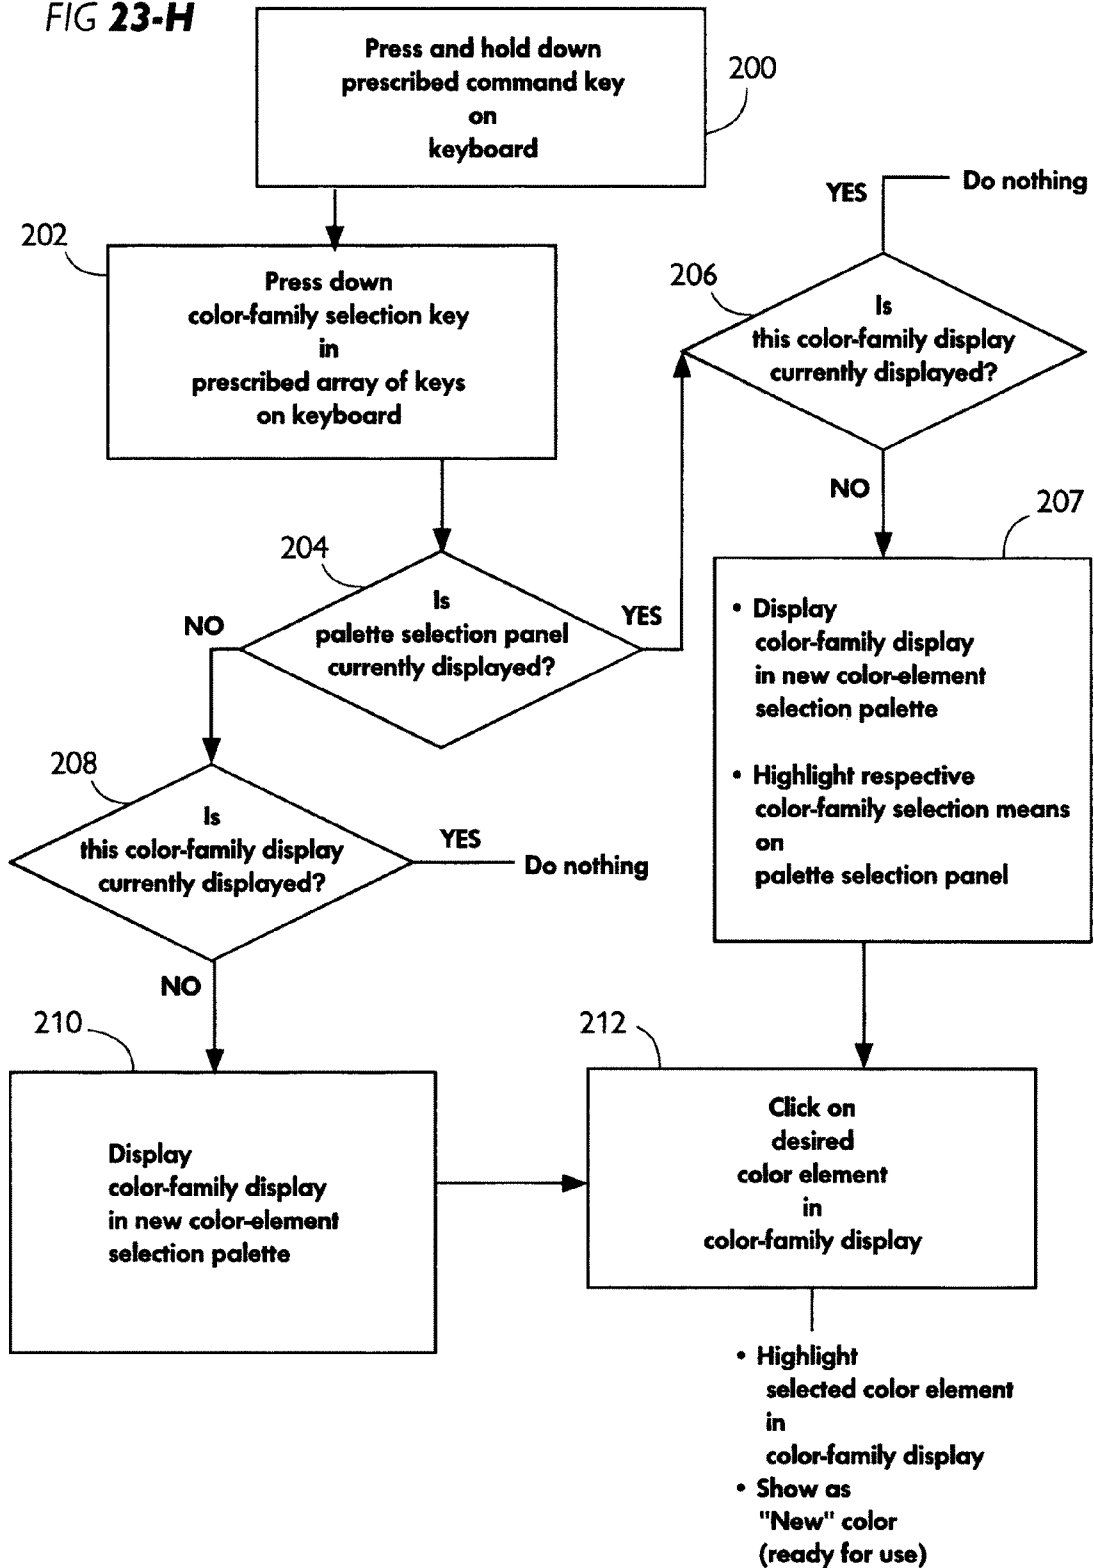 FIG 23-H
Press and hold down
prescribed command key
on
keyboard
200
202
Press down
color-family selection key
in
prescribed array of keys
on keyboard
YES
Do nothing
206
Is
this color-family display
currently displayed?
NO
207
204
Is
palette selection panel
currently displayed?
NO
YES
• Display
color-family display
in new color-element
selection palette
• Highlight respective
color-family selection means
on
palette selection panel
208
Is
this color-family display
currently displayed?
YES
Do nothing
NO
210
Display
color-family display
in new color-element
selection palette
212
Click on
desired
color element
in
color-family display
• Highlight
selected color element
in
color-family display
• Show as
"New" color
(ready for use)